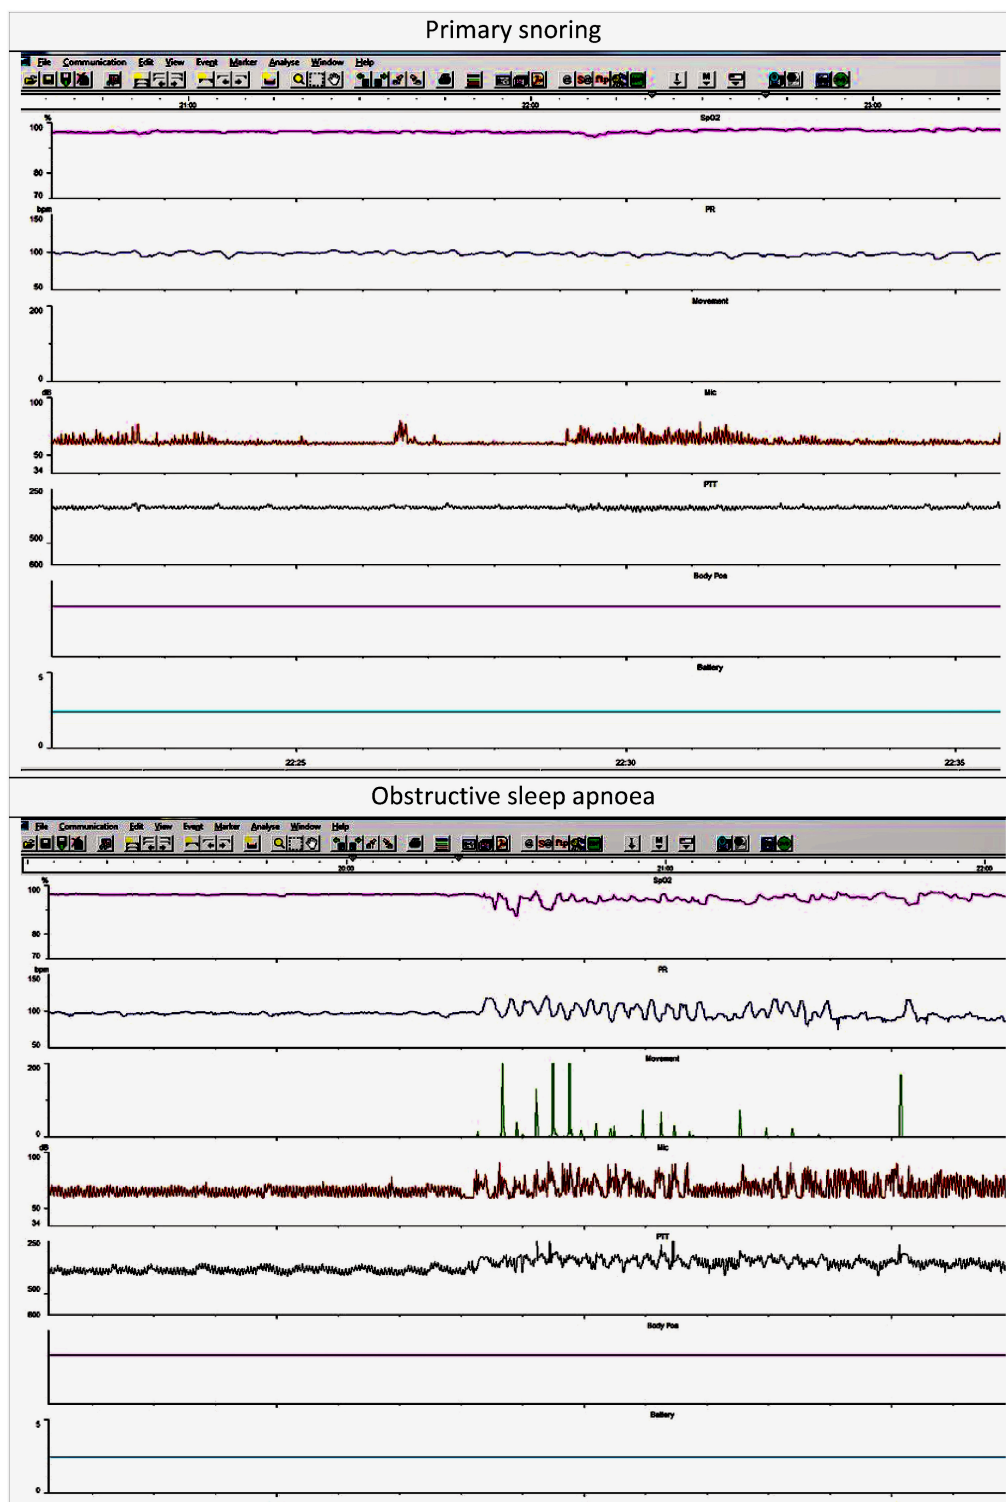 Primary snoring
File Communication Edit View Event Marker Analyse Window Help
21:00 22:00 23:00
% SpO2
100
80
70
bpm PR
150
100
50
Movement
200
0
dB Mic
100
50
34
PTT
250
500
600
Body Pos
Battery
5
0
22:25 22:30 22:35
Obstructive sleep apnoea
File Communication Edit View Event Marker Analyse Window Help
20:00 21:00 22:00
% SpO2
100
80
70
bpm PR
150
100
50
Movement
200
0
dB Mic
100
50
34
PTT
250
500
600
Body Pos
Battery
5
0